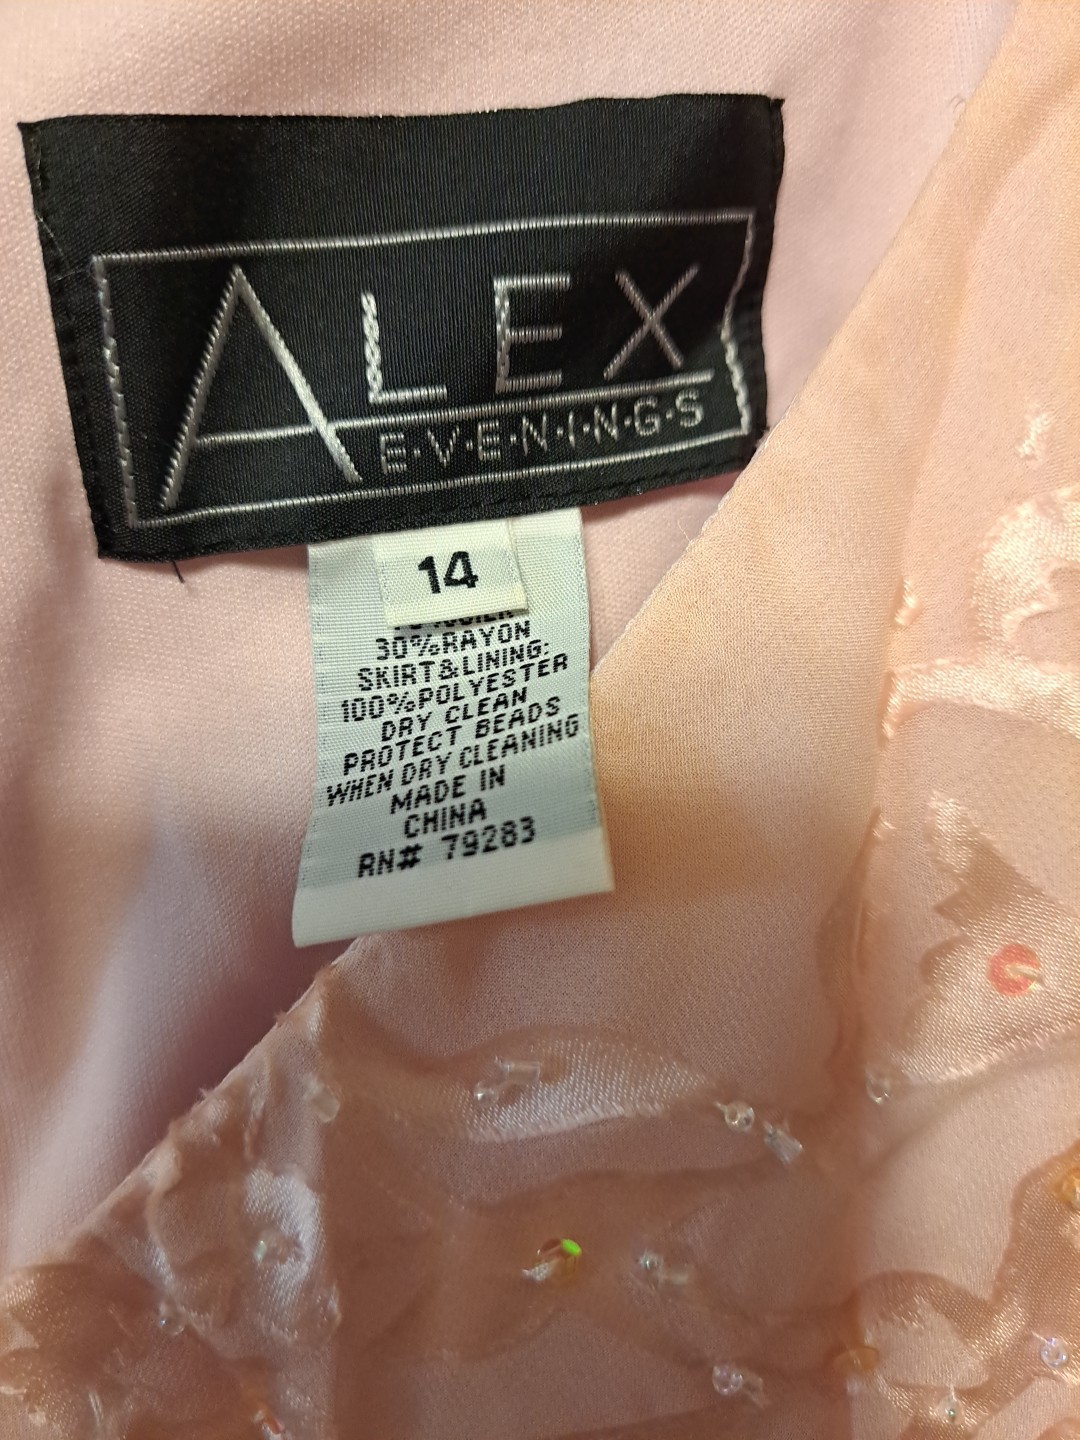 ALEX
E·V·E·N·I·N·G·S
14
30%RAYON
SKIRT&LINING:
100%POLYESTER
DRY CLEAN
PROTECT BEADS
WHEN DRY CLEANING
MADE IN
CHINA
RN# 79283